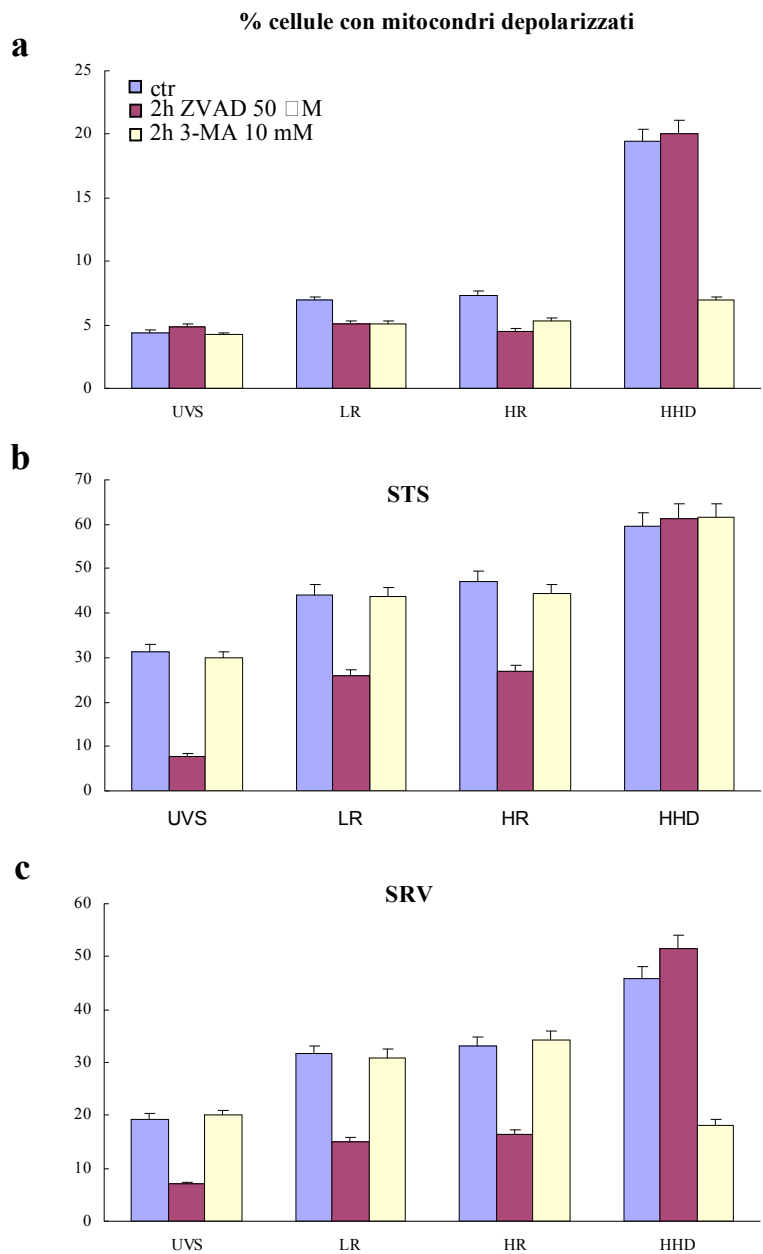 % cellule con mitocondri depolarizzati
a
25
20
15
10
5
0
ctr
2h ZVAD 50 □M
2h 3-MA 10 mM
UVS LR HR HHD
b
STS
70
60
50
40
30
20
10
0
UVS LR HR HHD
c
SRV
60
50
40
30
20
10
0
UVS LR HR HHD